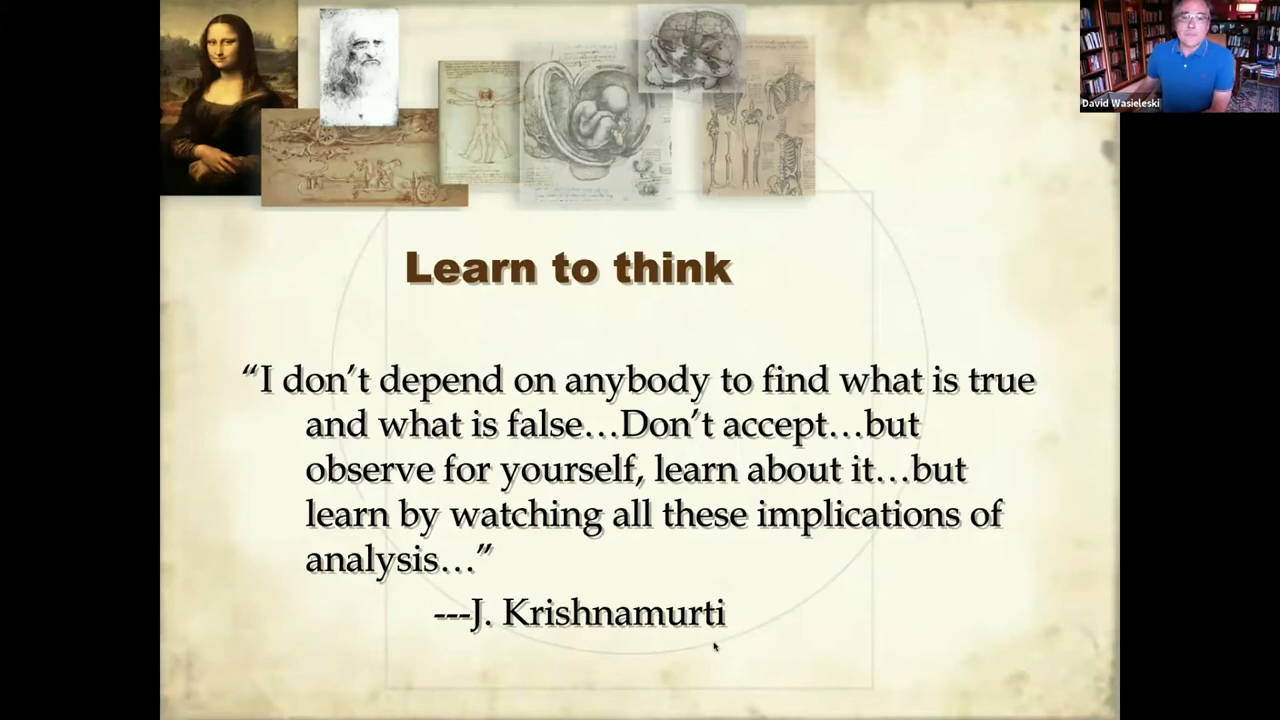 David Wasieleski
Learn to think
“I don’t depend on anybody to find what is true
and what is false…Don’t accept…but
observe for yourself, learn about it…but
learn by watching all these implications of
analysis…”
---J. Krishnamurti